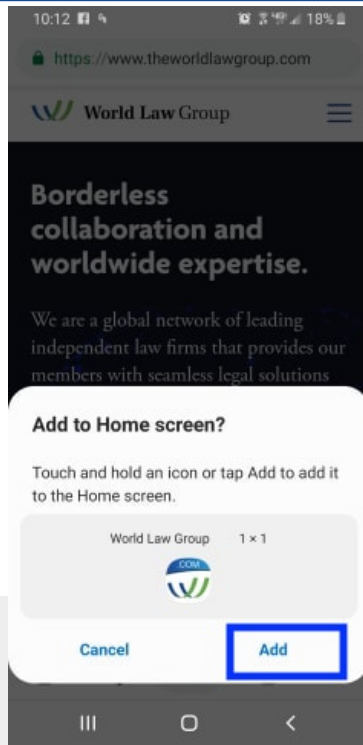 10:12 18%
https://www.theworldlawgroup.com
World Law Group
Borderless
collaboration and
worldwide expertise.
We are a global network of leading
independent law firms that provides our
members with seamless legal solutions
Add to Home screen?
Touch and hold an icon or tap Add to add it
to the Home screen.
World Law Group 1 × 1
.COM
Cancel Add